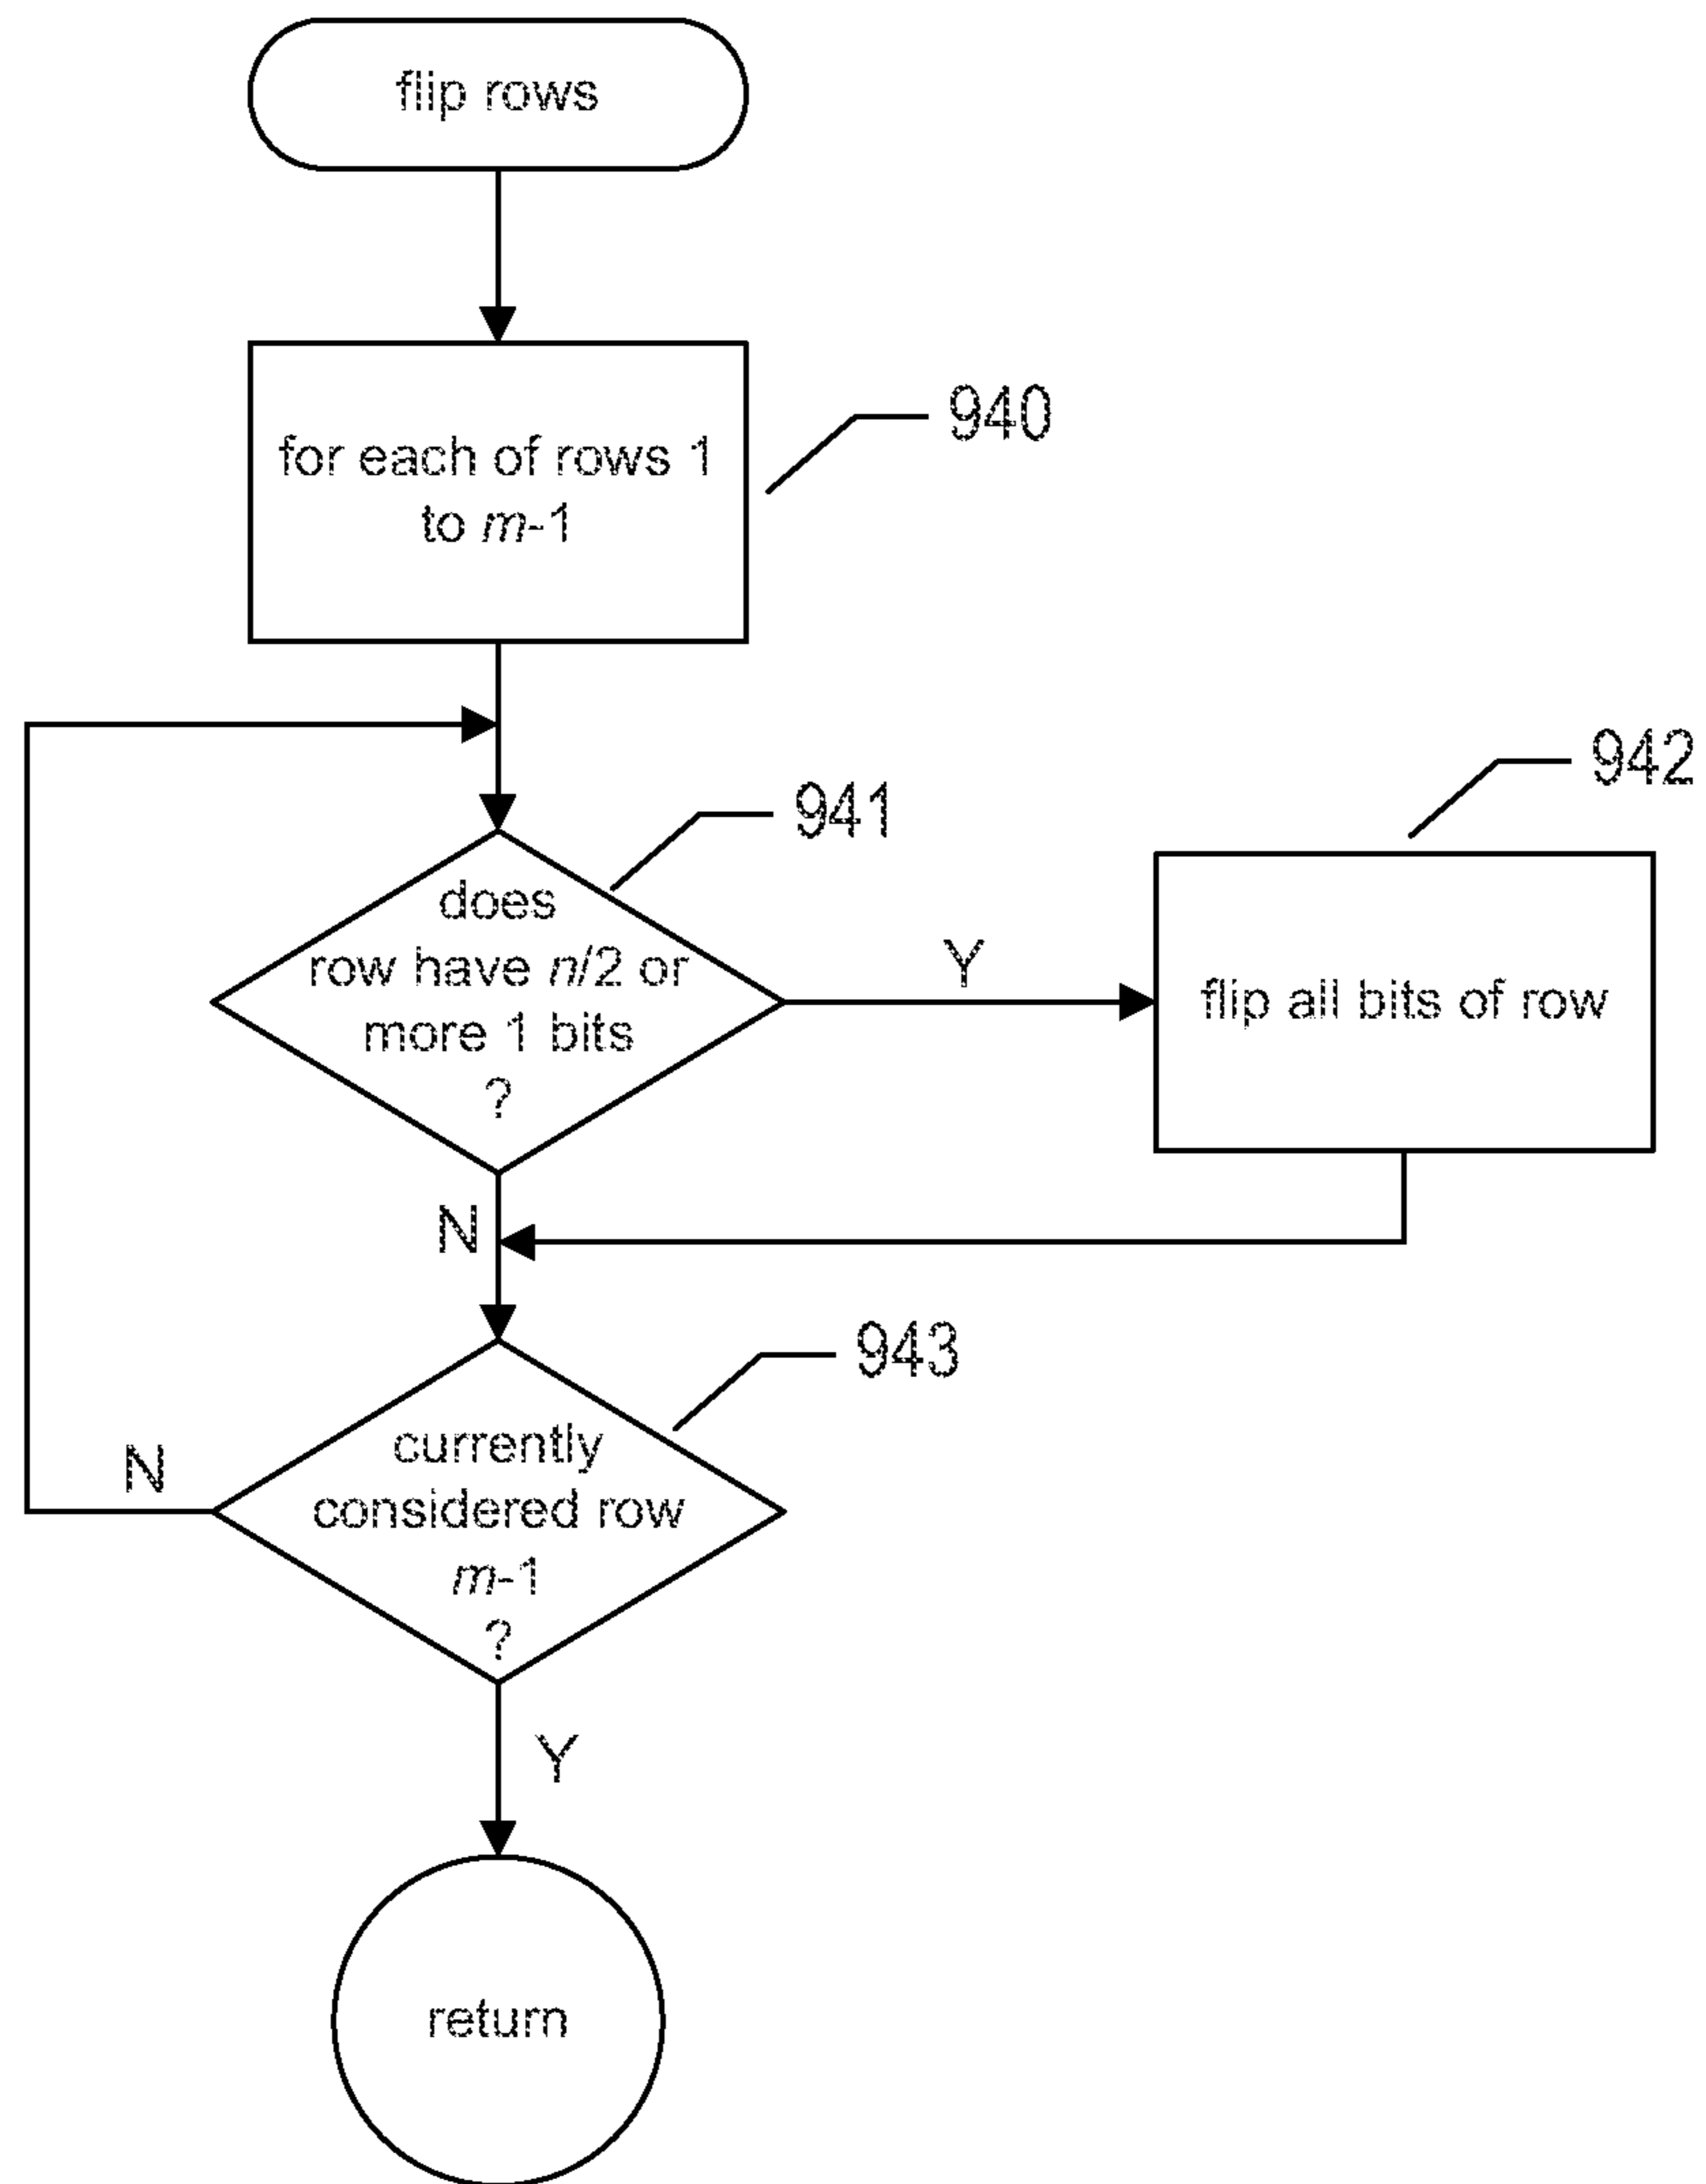 flip rows
for each of rows 1
to m-1
940
941
942
does
row have n/2 or
more 1 bits
?
Y
flip all bits of row
N
943
currently
considered row
m-1
?
N
Y
return